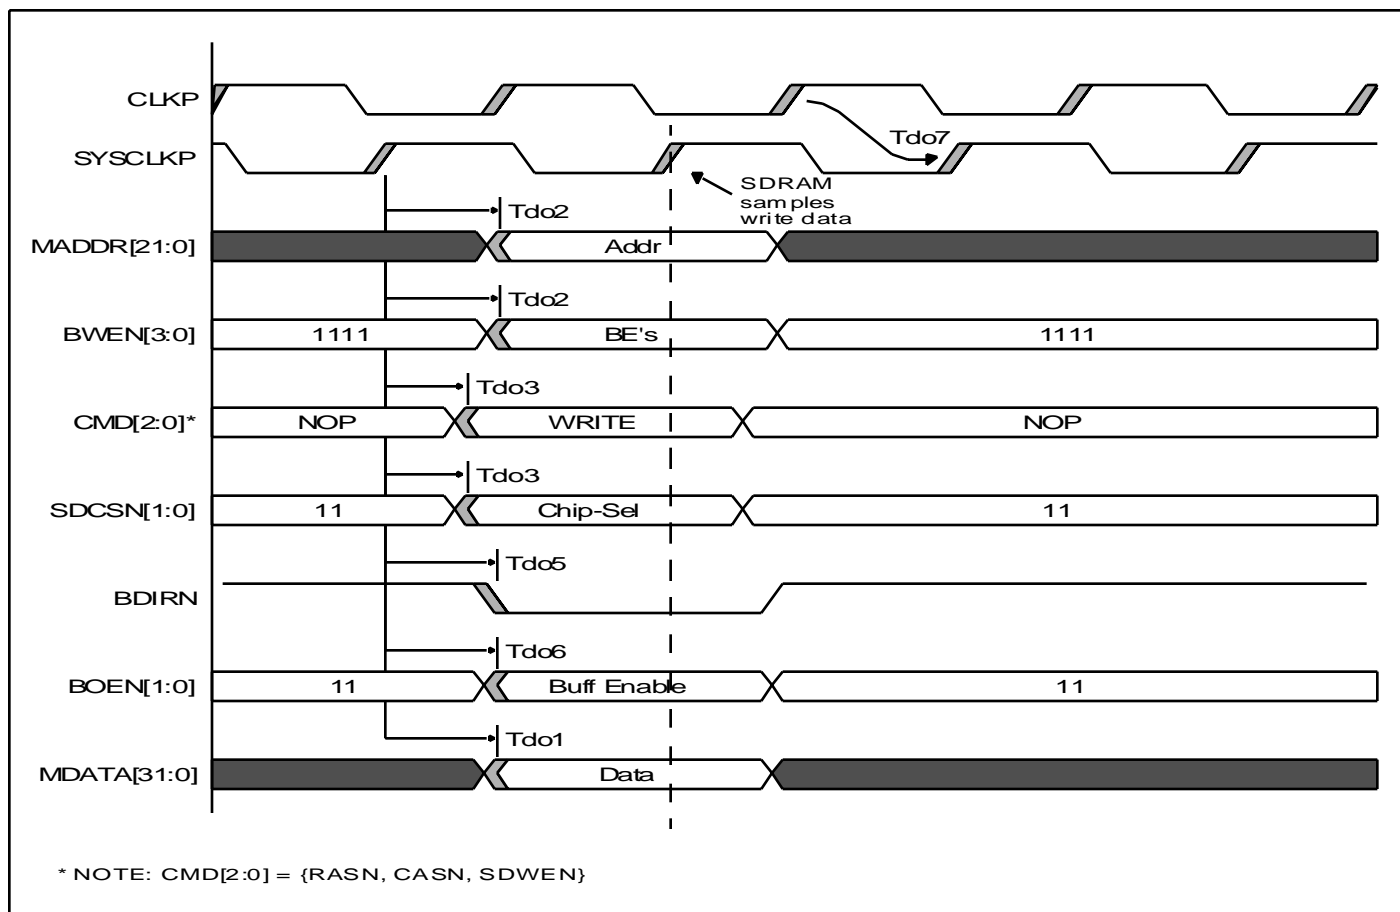 CLKP
Tdo7
SYSCLKP
SDRAM
samples
write data
Tdo2
MADDR[21:0]
Addr
Tdo2
BWEN[3:0]
1111
BE's
1111
Tdo3
CMD[2:0]*
NOP
WRITE
NOP
Tdo3
SDCSN[1:0]
11
Chip-Sel
11
Tdo5
BDIRN
Tdo6
BOEN[1:0]
11
Buff Enable
11
Tdo1
MDATA[31:0]
Data
* NOTE: CMD[2:0] = {RASN, CASN, SDWEN}